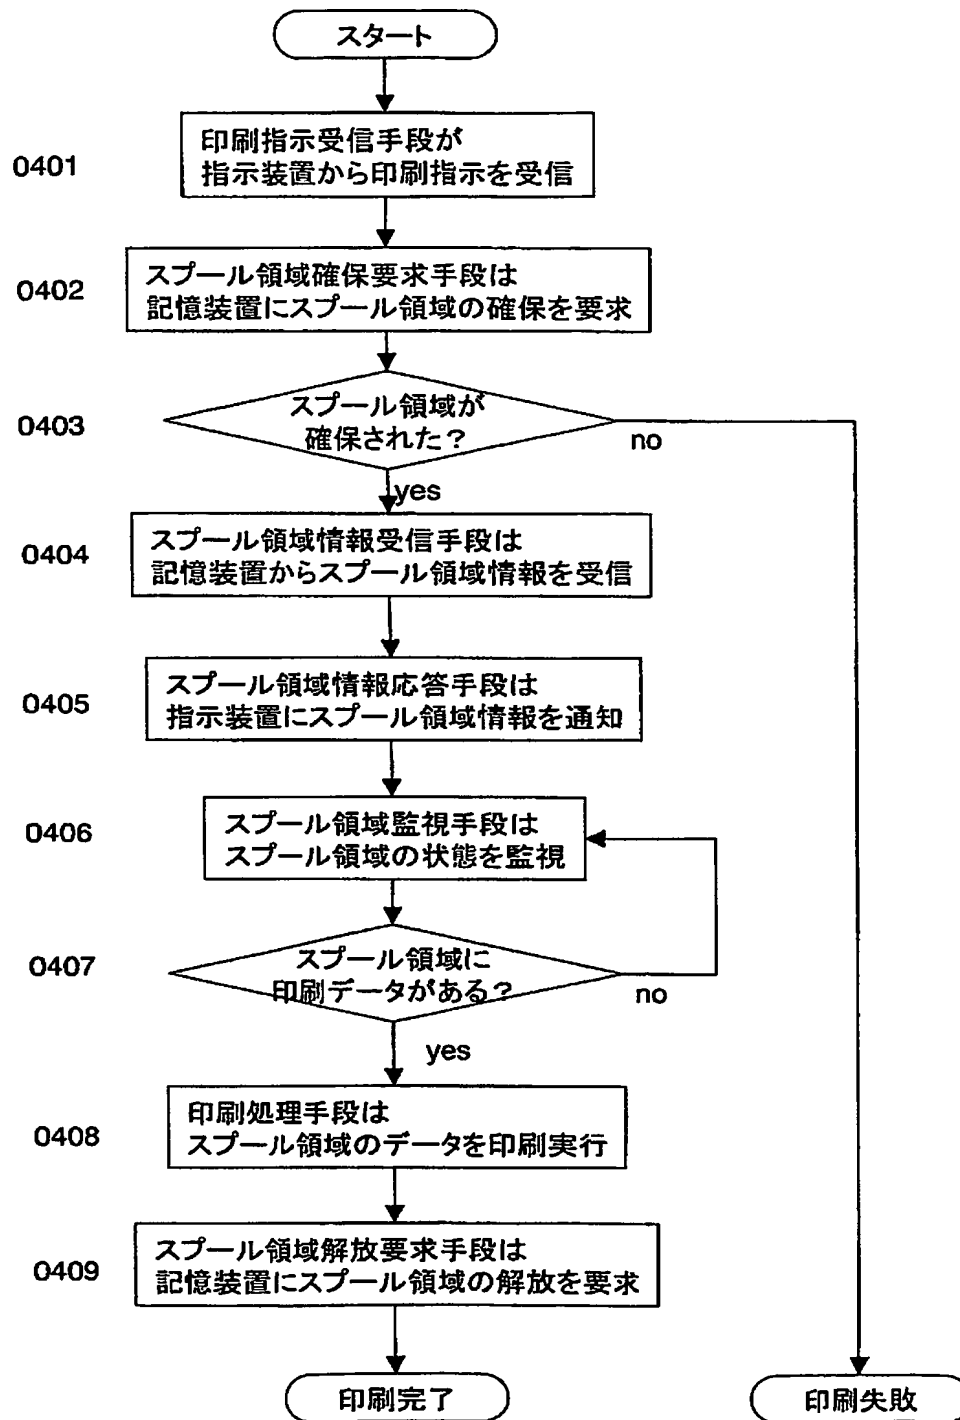 スタート
0401
印刷指示受信手段が
指示装置から印刷指示を受信
0402
スプール領域確保要求手段は
記憶装置にスプール領域の確保を要求
0403
スプール領域が
確保された？
no
yes
0404
スプール領域情報受信手段は
記憶装置からスプール領域情報を受信
0405
スプール領域情報応答手段は
指示装置にスプール領域情報を通知
0406
スプール領域監視手段は
スプール領域の状態を監視
0407
スプール領域に
印刷データがある？
no
yes
0408
印刷処理手段は
スプール領域のデータを印刷実行
0409
スプール領域解放要求手段は
記憶装置にスプール領域の解放を要求
印刷完了
印刷失敗